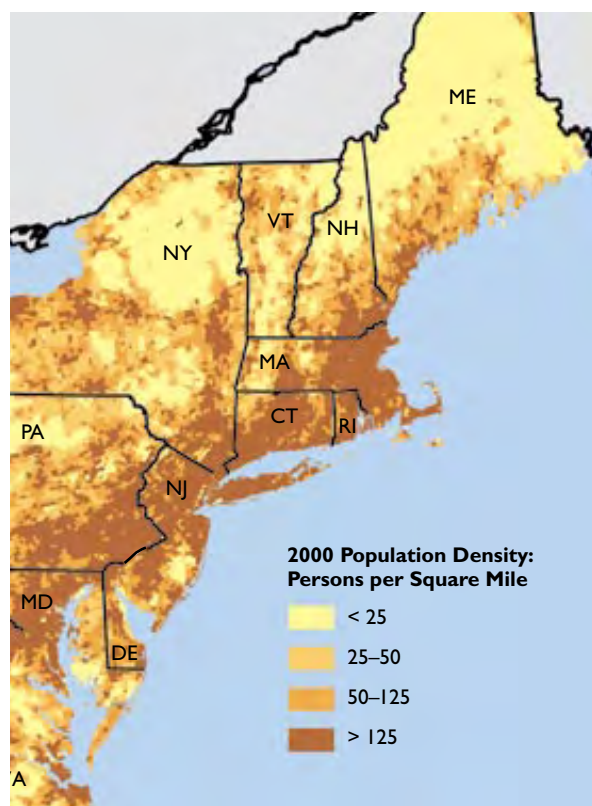 ME
VT
NH
NY
MA
CT
RI
PA
NJ
2000 Population Density:
Persons per Square Mile
< 25
MD
25–50
DE
50–125
> 125
A